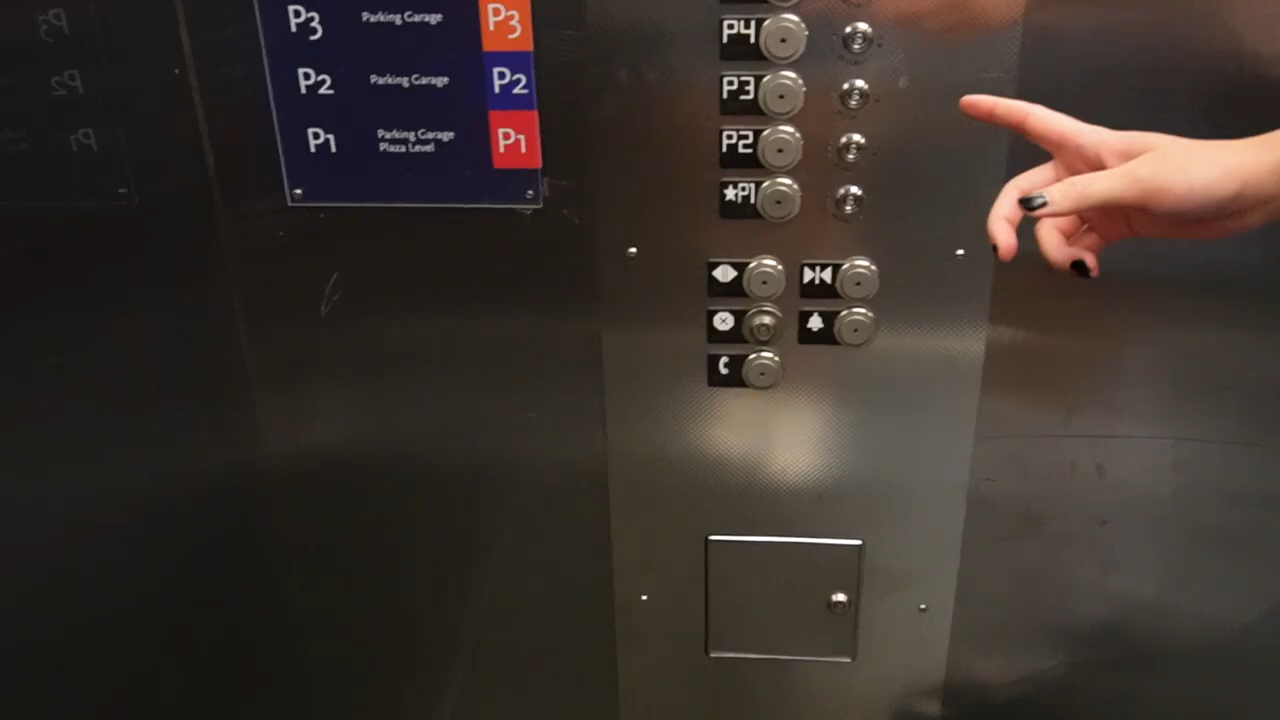 P3 Parking Garage P3
P2 Parking Garage P2
P1 Parking Garage P1
Plaza Level
P4
P3
P2
★P1